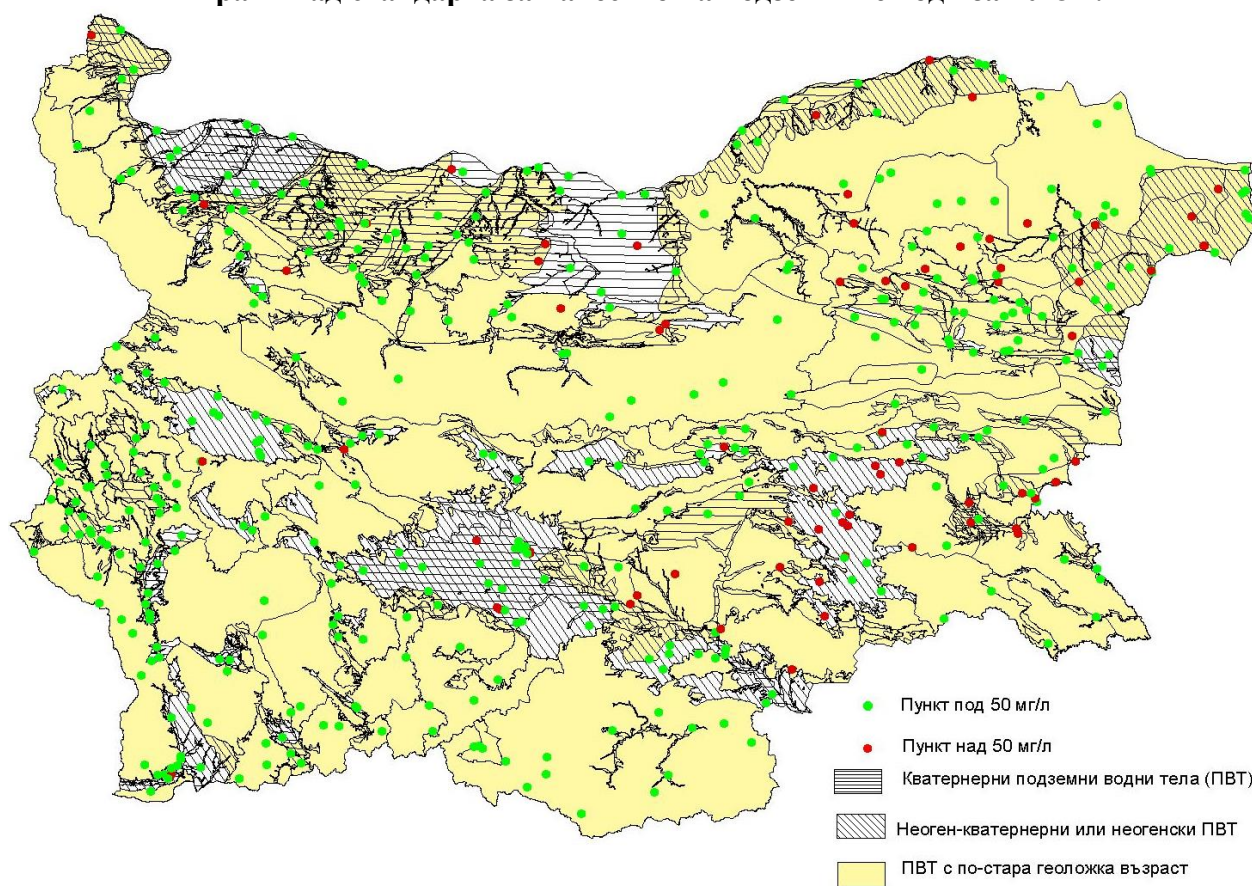 Пункт под 50 мг/л
Пункт над 50 мг/л
Кватернерни подземни водни тела (ПВТ)
Неоген-кватернерни или неогенски ПВТ
ПВТ с по-стара геоложка възраст